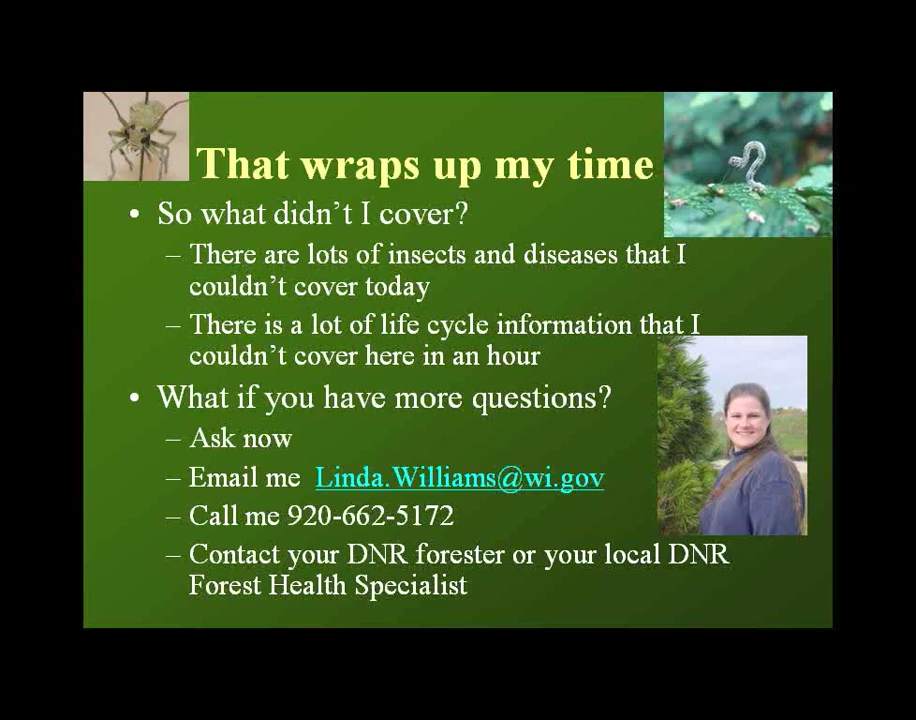 That wraps up my time
• So what didn’t I cover?
– There are lots of insects and diseases that I
couldn’t cover today
– There is a lot of life cycle information that I
couldn’t cover here in an hour
• What if you have more questions?
– Ask now
– Email me Linda.Williams@wi.gov
– Call me 920-662-5172
– Contact your DNR forester or your local DNR
Forest Health Specialist